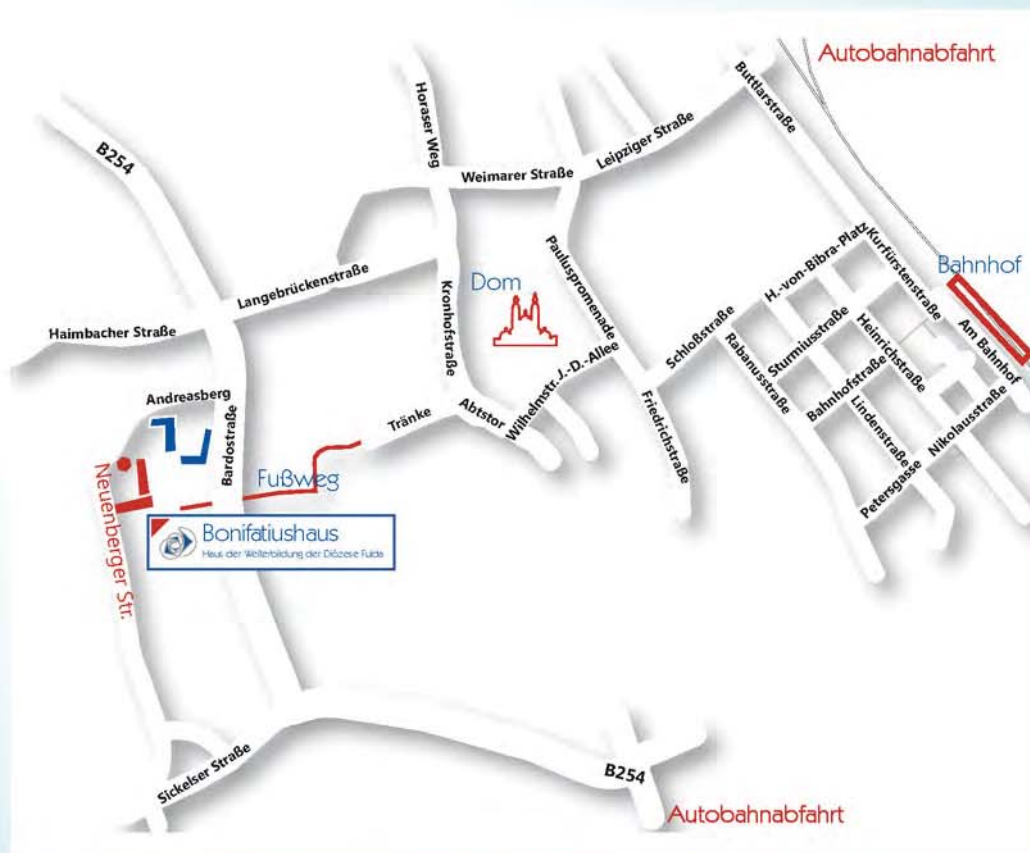 Autobahnabfahrt
Buttlarstraße
Horaser Weg
Leipziger Straße
B254
Weimarer Straße
H.-von-Bibra-Platz
Kurfürstenstraße
Pauluspromenade
Bahnhof
Langebrückenstraße
Dom
Kronhofstraße
Haimbacher Straße
Schloßstraße
Sturmiusstraße
Heinrichstraße
Am Bahnhof
Rabanusstraße
J.-D.-Allee
Wilhelmstr.
Bahnhofstraße
Andreasberg
Tränke
Abtstor
Friedrichstraße
Lindenstraße
Nikolausstraße
Bardostraße
Petersgasse
Fußweg
Neuenberger Str.
Bonifatiushaus
Haus der Weiterbildung der Diözese Fulda
Sickelser Straße
B254
Autobahnabfahrt